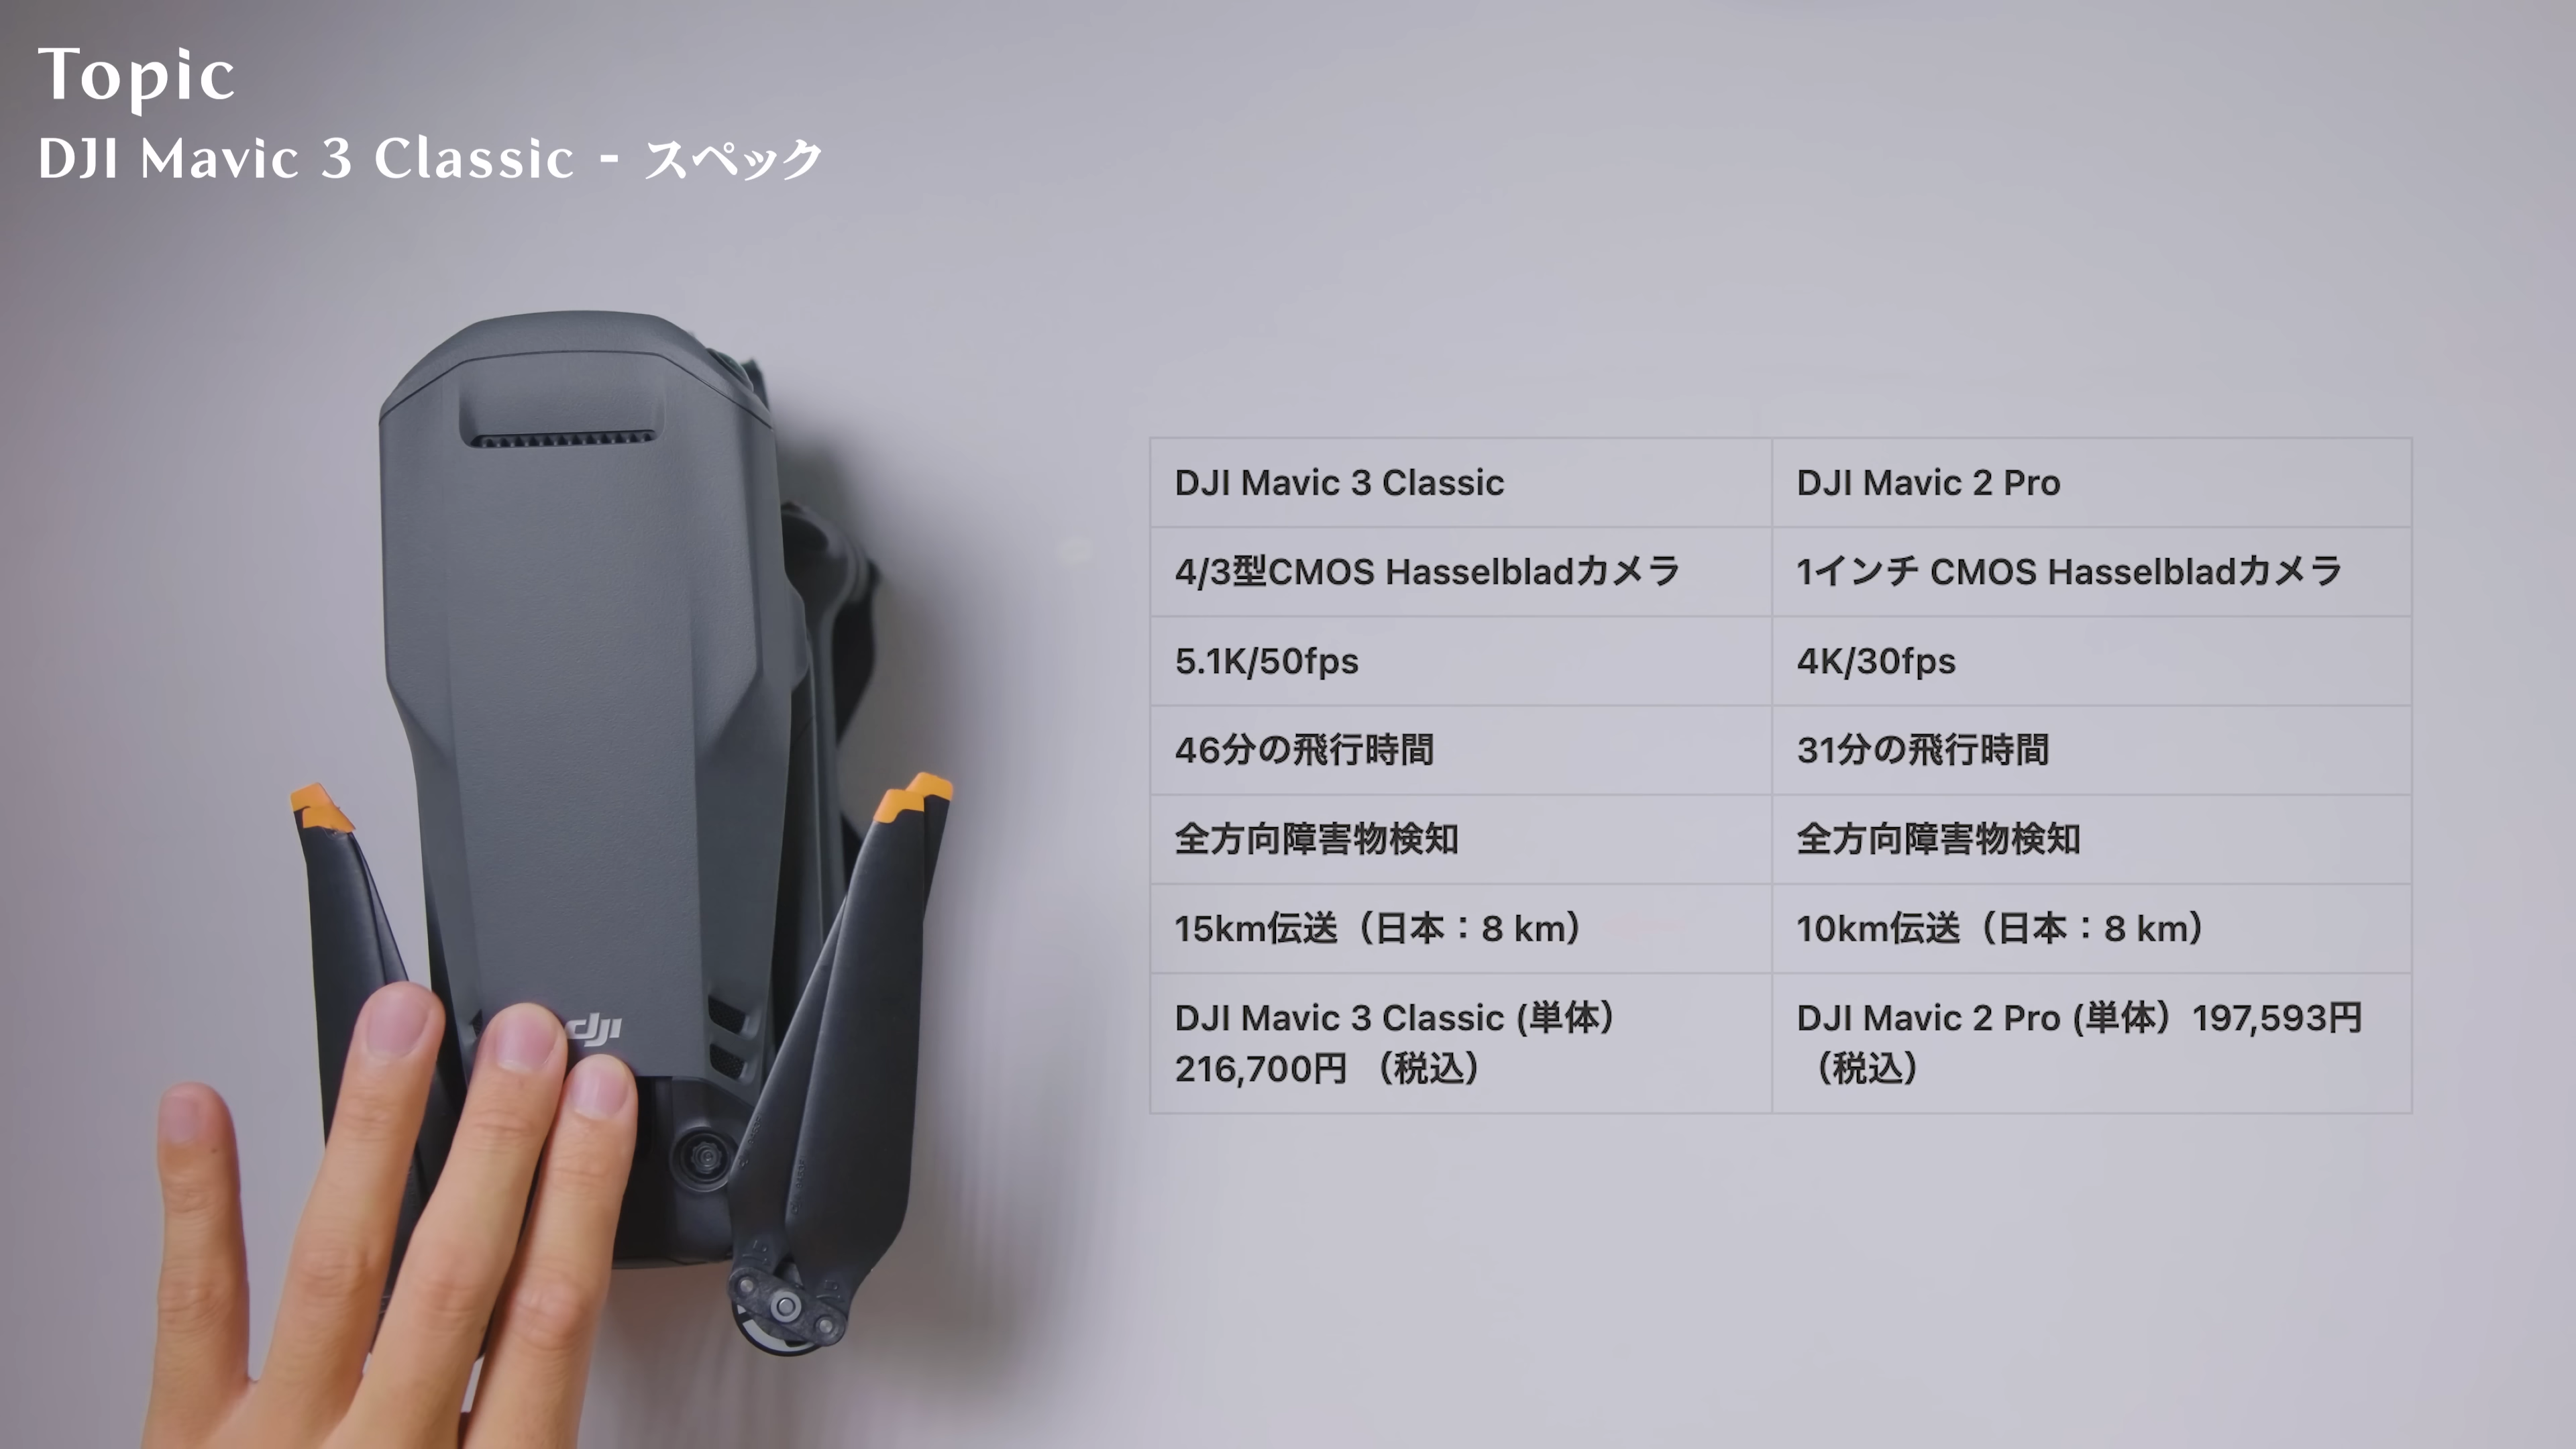 Topic
DJI Mavic 3 Classic - スペック
DJI Mavic 3 Classic
DJI Mavic 2 Pro
4/3型CMOS Hasselbladカメラ
1インチ CMOS Hasselbladカメラ
5.1K/50fps
4K/30fps
46分の飛行時間
31分の飛行時間
全方向障害物検知
全方向障害物検知
15km伝送（日本：8 km）
10km伝送（日本：8 km）
DJI Mavic 3 Classic (単体）
216,700円 （税込）
DJI Mavic 2 Pro (単体）197,593円
（税込）
dji